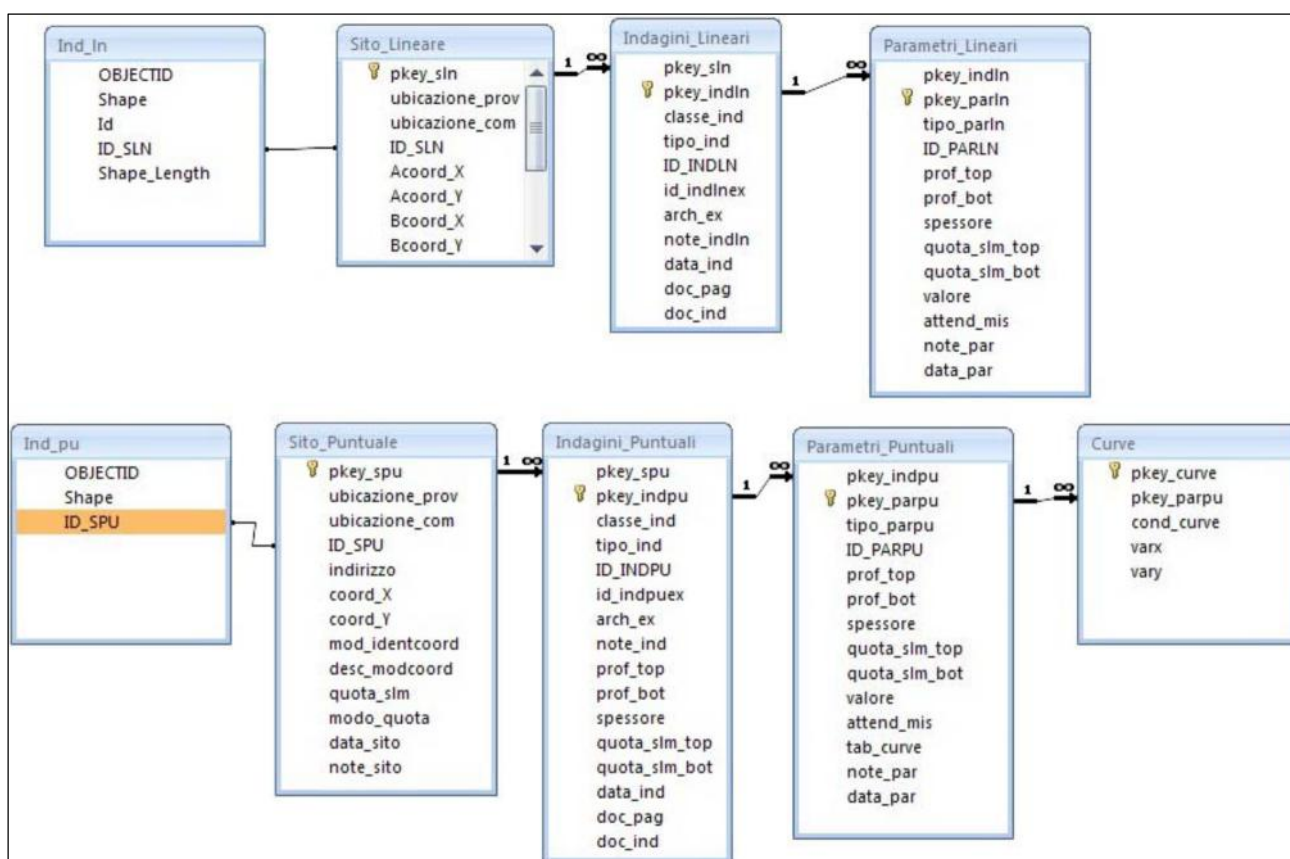 Ind_ln
OBJECTID
Shape
Id
ID_SLN
Shape_Length
Sito_Lineare
pkey_sln
ubicazione_prov
ubicazione_com
ID_SLN
Acoord_X
Acoord_Y
Bcoord_X
Bcoord_Y
1
∞
Indagini_Lineari
pkey_sln
pkey_indln
classe_ind
tipo_ind
ID_INDLN
id_indlnex
arch_ex
note_indln
data_ind
doc_pag
doc_ind
1
∞
Parametri_Lineari
pkey_indln
pkey_parln
tipo_parln
ID_PARLN
prof_top
prof_bot
spessore
quota_slm_top
quota_slm_bot
valore
attend_mis
note_par
data_par
Ind_pu
OBJECTID
Shape
ID_SPU
Sito_Puntuale
pkey_spu
ubicazione_prov
ubicazione_com
ID_SPU
indirizzo
coord_X
coord_Y
mod_identcoord
desc_modcoord
quota_slm
modo_quota
data_sito
note_sito
1
∞
Indagini_Puntuali
pkey_spu
pkey_indpu
classe_ind
tipo_ind
ID_INDPU
id_indpuex
arch_ex
note_ind
prof_top
prof_bot
spessore
quota_slm_top
quota_slm_bot
data_ind
doc_pag
doc_ind
1
∞
Parametri_Puntuali
pkey_indpu
pkey_parpu
tipo_parpu
ID_PARPU
prof_top
prof_bot
spessore
quota_slm_top
quota_slm_bot
valore
attend_mis
tab_curve
note_par
data_par
1
∞
Curve
pkey_curve
pkey_parpu
cond_curve
varx
vary